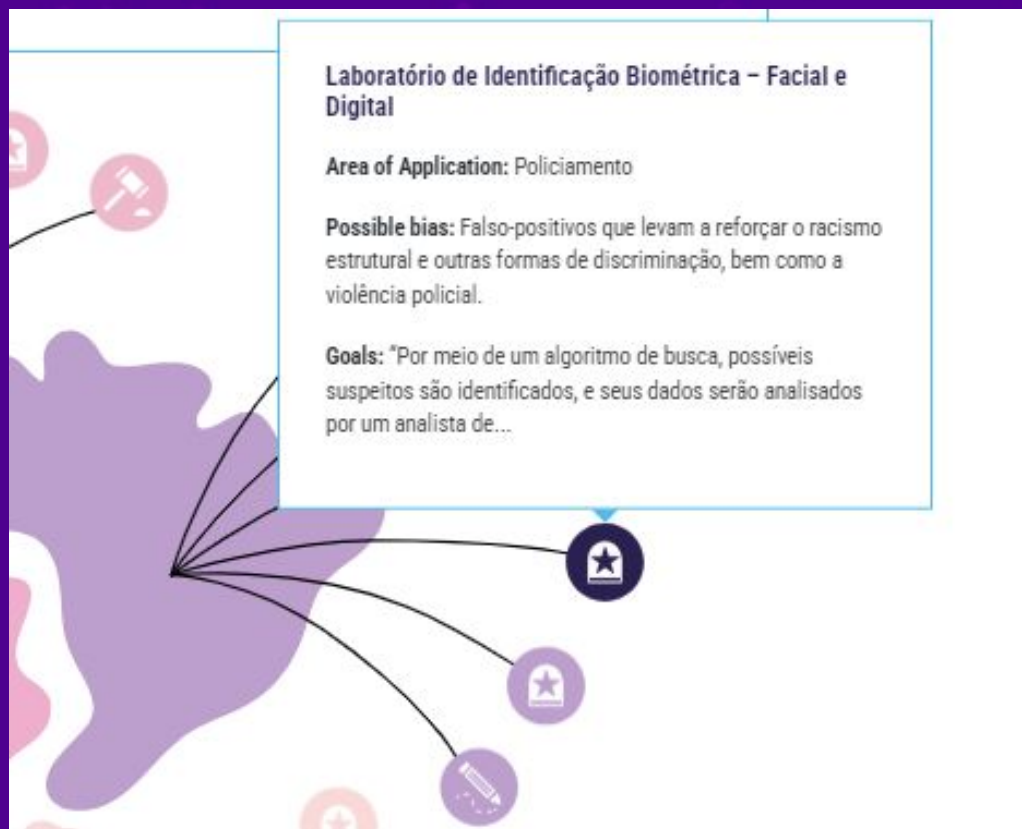 Laboratório de Identificação Biométrica – Facial e
Digital
Area of Application: Policiamento
Possible bias: Falso-positivos que levam a reforçar o racismo
estrutural e outras formas de discriminação, bem como a
violência policial.
Goals: “Por meio de um algoritmo de busca, possíveis
suspeitos são identificados, e seus dados serão analisados
por um analista de...